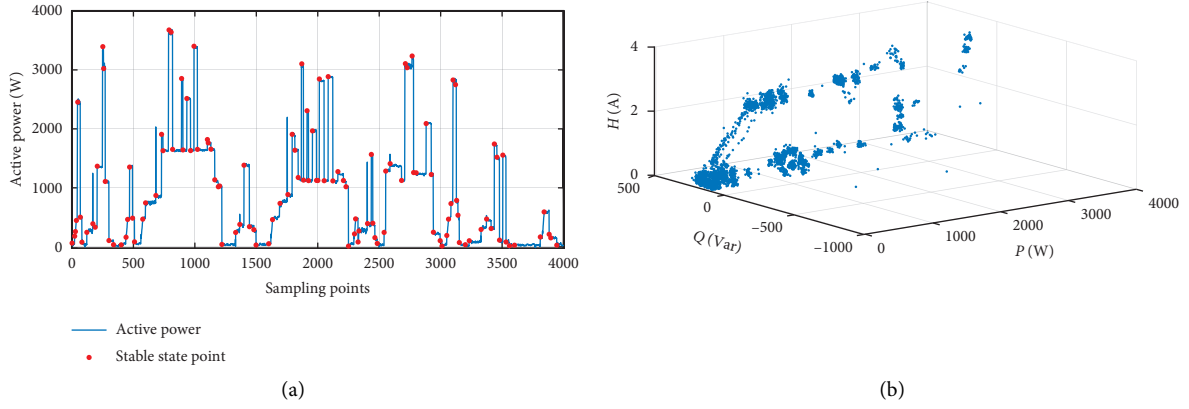 4000
3000
2000
1000
0
Active power (W)
0 500 1000 1500 2000 2500 3000 3500 4000
Sampling points
Active power
Stable state point
(a)
4
2
0
H (A)
500
0
−500
−1000
Q (Var)
0
1000
2000
3000
4000
P (W)
(b)